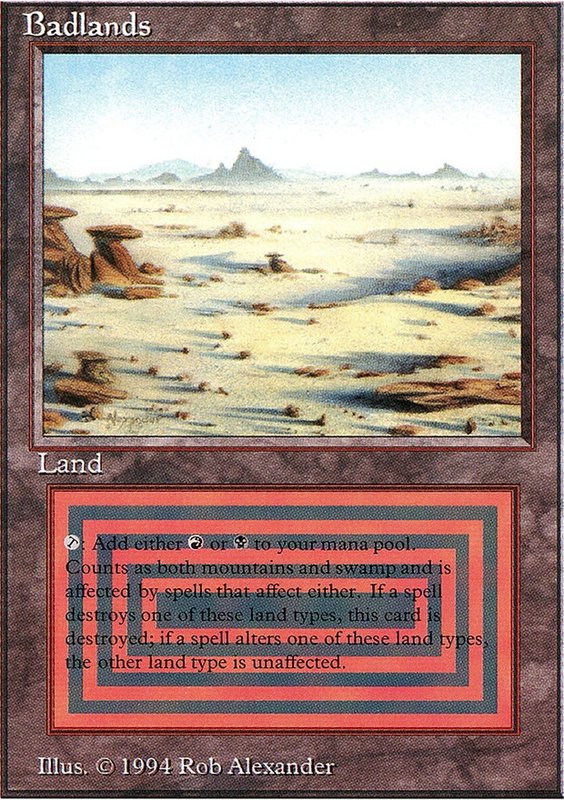 Badlands
Land
T: Add either or to your mana pool.
Counts as both mountains and swamp and is
affected by spells that affect either. If a spell
destroys one of these land types, this card is
destroyed; if a spell alters one of these land types,
the other land type is unaffected.
Illus. © 1994 Rob Alexander